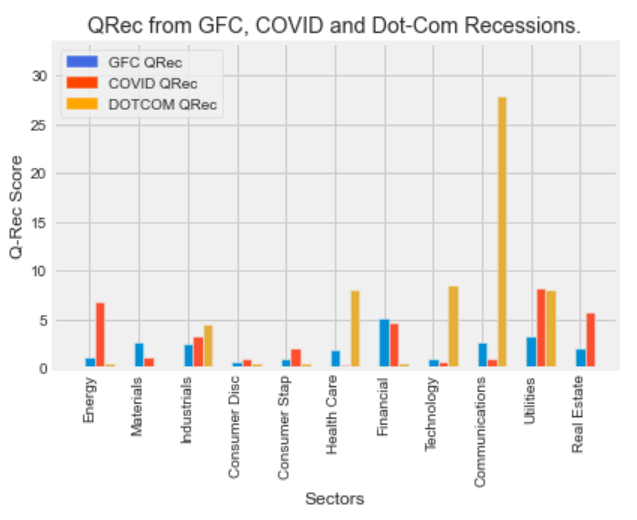 QRec from GFC, COVID and Dot-Com Recessions.
GFC QRec
COVID QRec
DOTCOM QRec
Q-Rec Score
30
25
20
15
10
5
0
Energy
Materials
Industrials
Consumer Disc
Consumer Stap
Health Care
Financial
Technology
Communications
Utilities
Real Estate
Sectors